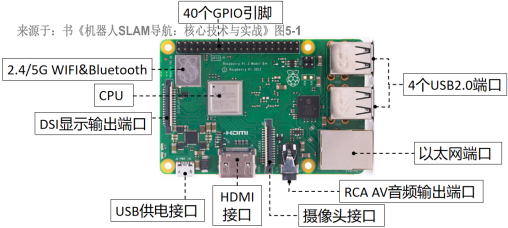 40个GPIO引脚
来源于：书《机器人SLAM导航：核心技术与实战》图5-1
2.4/5G WIFI&Bluetooth
CPU
DSI显示输出端口
4个USB2.0端口
以太网端口
RCA AV音频输出端口
USB供电接口
HDMI
接口
摄像头接口
HDMI